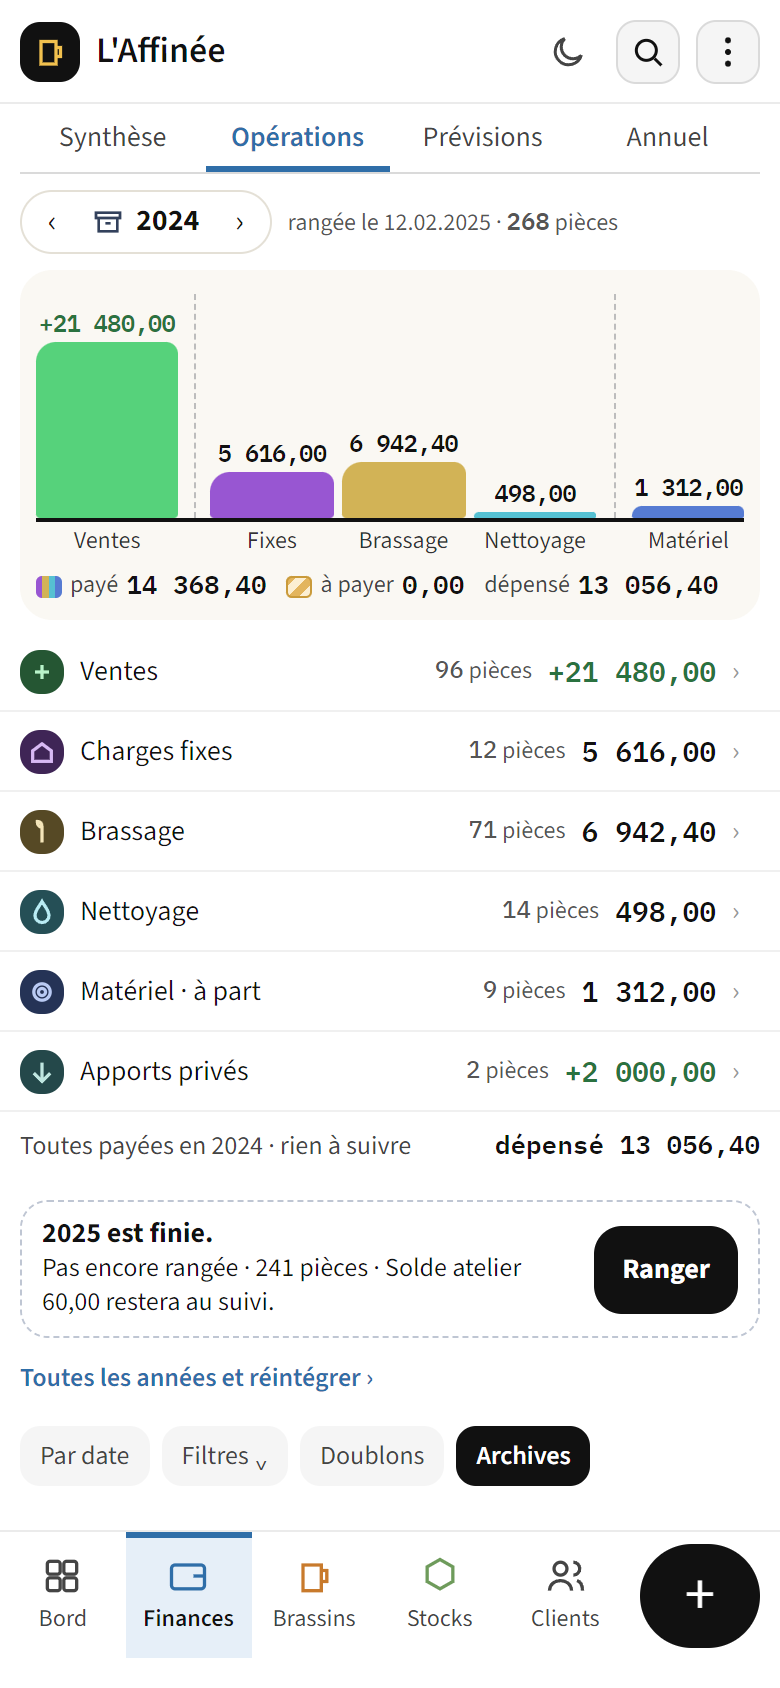 L'Affinée
Synthèse Opérations Prévisions Annuel
‹ 2024 › rangée le 12.02.2025 · 268 pièces
+21 480,00
5 616,00
6 942,40
498,00
1 312,00
Ventes Fixes Brassage Nettoyage Matériel
payé 14 368,40 à payer 0,00 dépensé 13 056,40
Ventes 96 pièces +21 480,00 ›
Charges fixes 12 pièces 5 616,00 ›
Brassage 71 pièces 6 942,40 ›
Nettoyage 14 pièces 498,00 ›
Matériel · à part 9 pièces 1 312,00 ›
Apports privés 2 pièces +2 000,00 ›
Toutes payées en 2024 · rien à suivre dépensé 13 056,40
2025 est finie.
Pas encore rangée · 241 pièces · Solde atelier
60,00 restera au suivi.
Ranger
Toutes les années et réintégrer ›
Par date Filtres Doublons Archives
Bord Finances Brassins Stocks Clients +